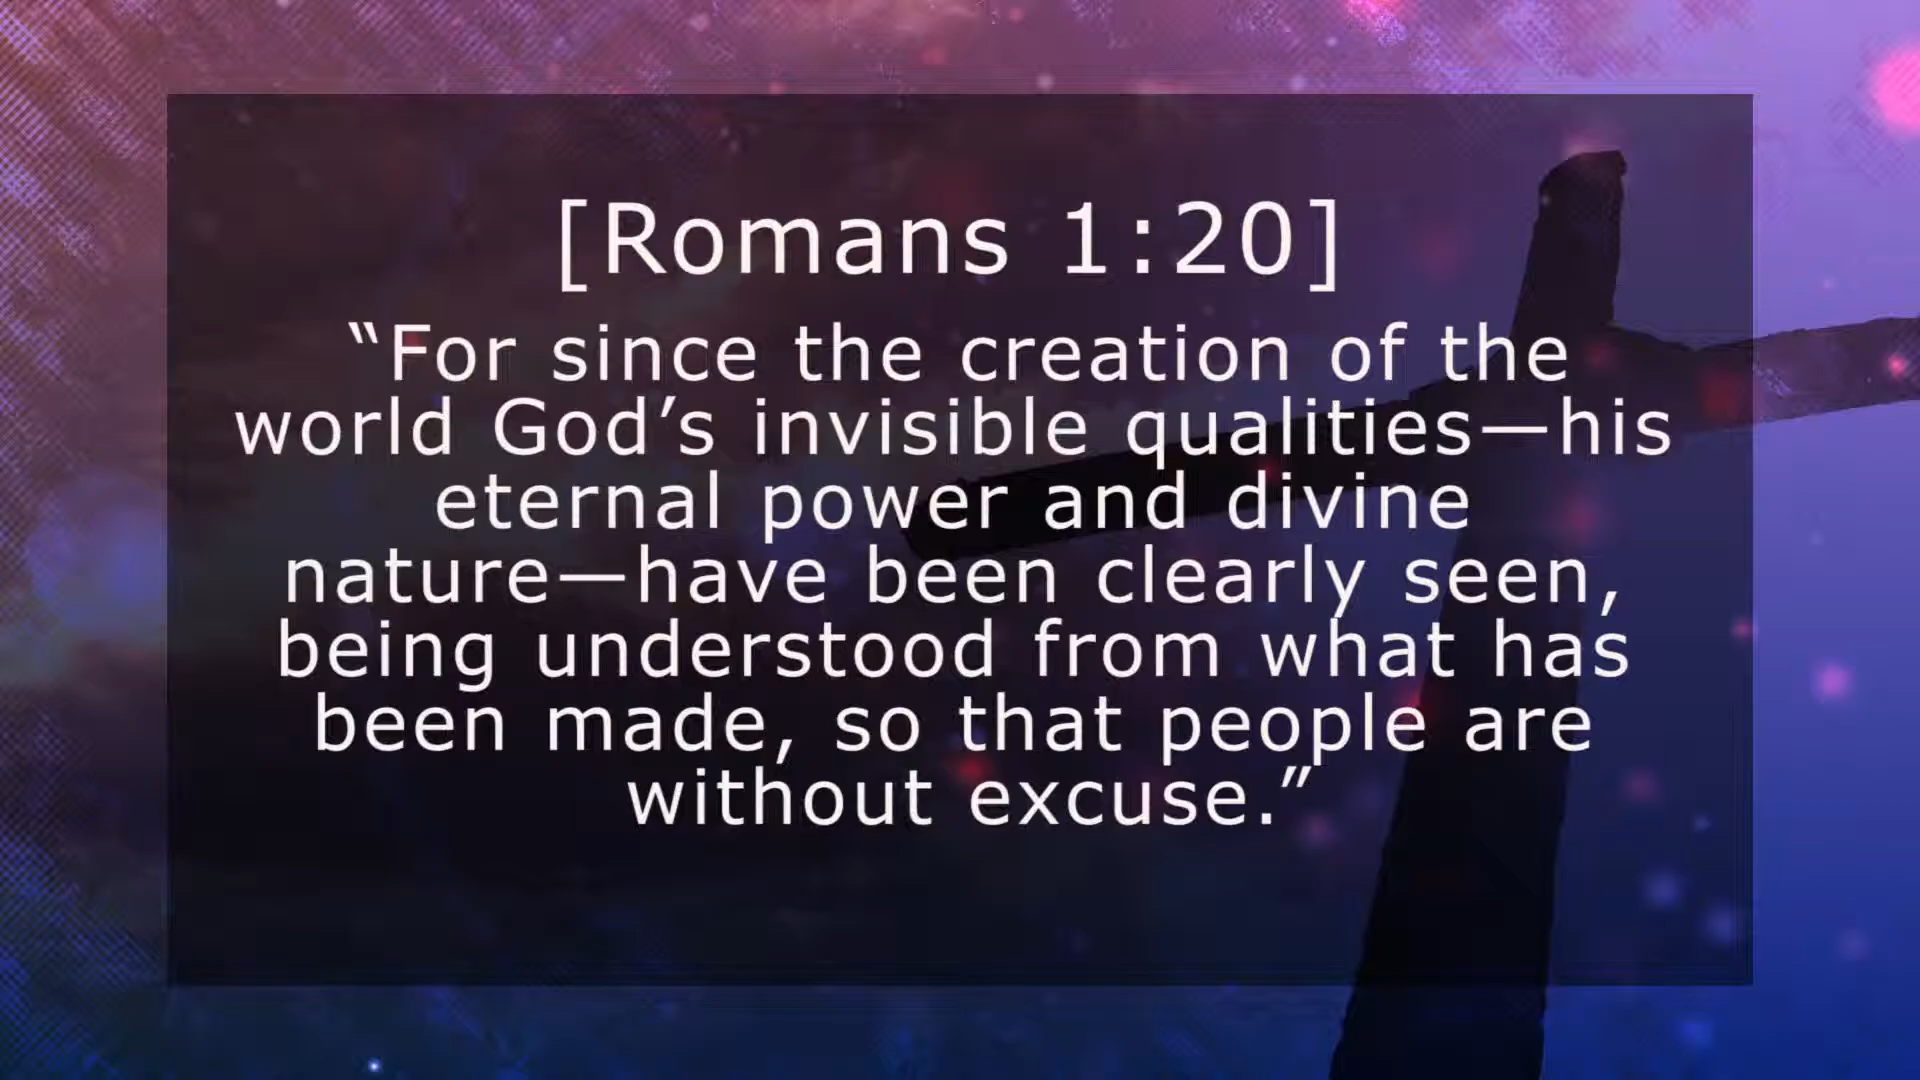 [Romans 1:20]
“For since the creation of the
world God’s invisible qualities—his
eternal power and divine
nature—have been clearly seen,
being understood from what has
been made, so that people are
without excuse.”